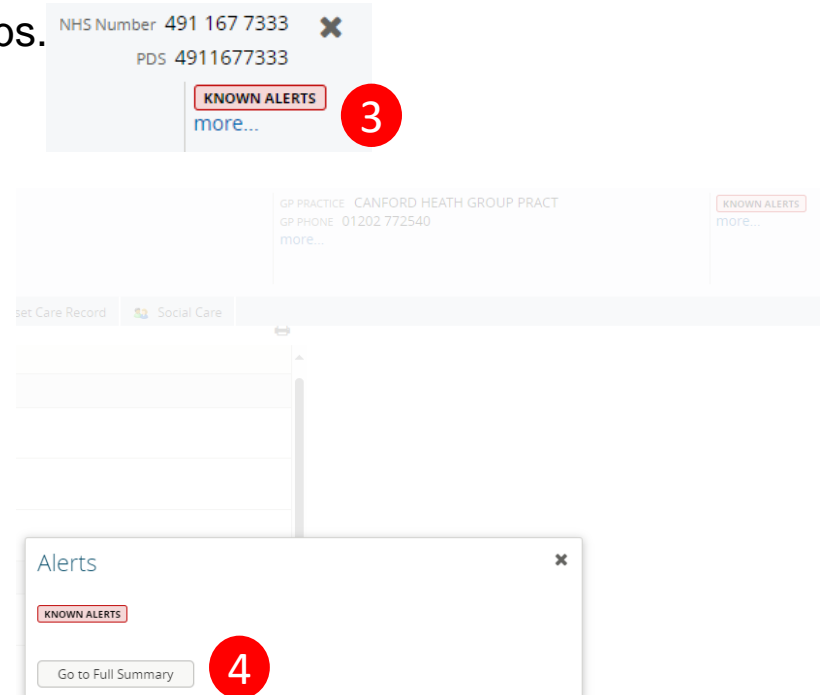 os.
NHS Number 491 167 7333 ✖
PDS 4911677333
KNOWN ALERTS
more...
3
GP PRACTICE CANFORD HEATH GROUP PRACT
GP PHONE 01202 772540
more...
KNOWN ALERTS
more...
set Care Record Social Care
Alerts ✖
KNOWN ALERTS
Go to Full Summary
4